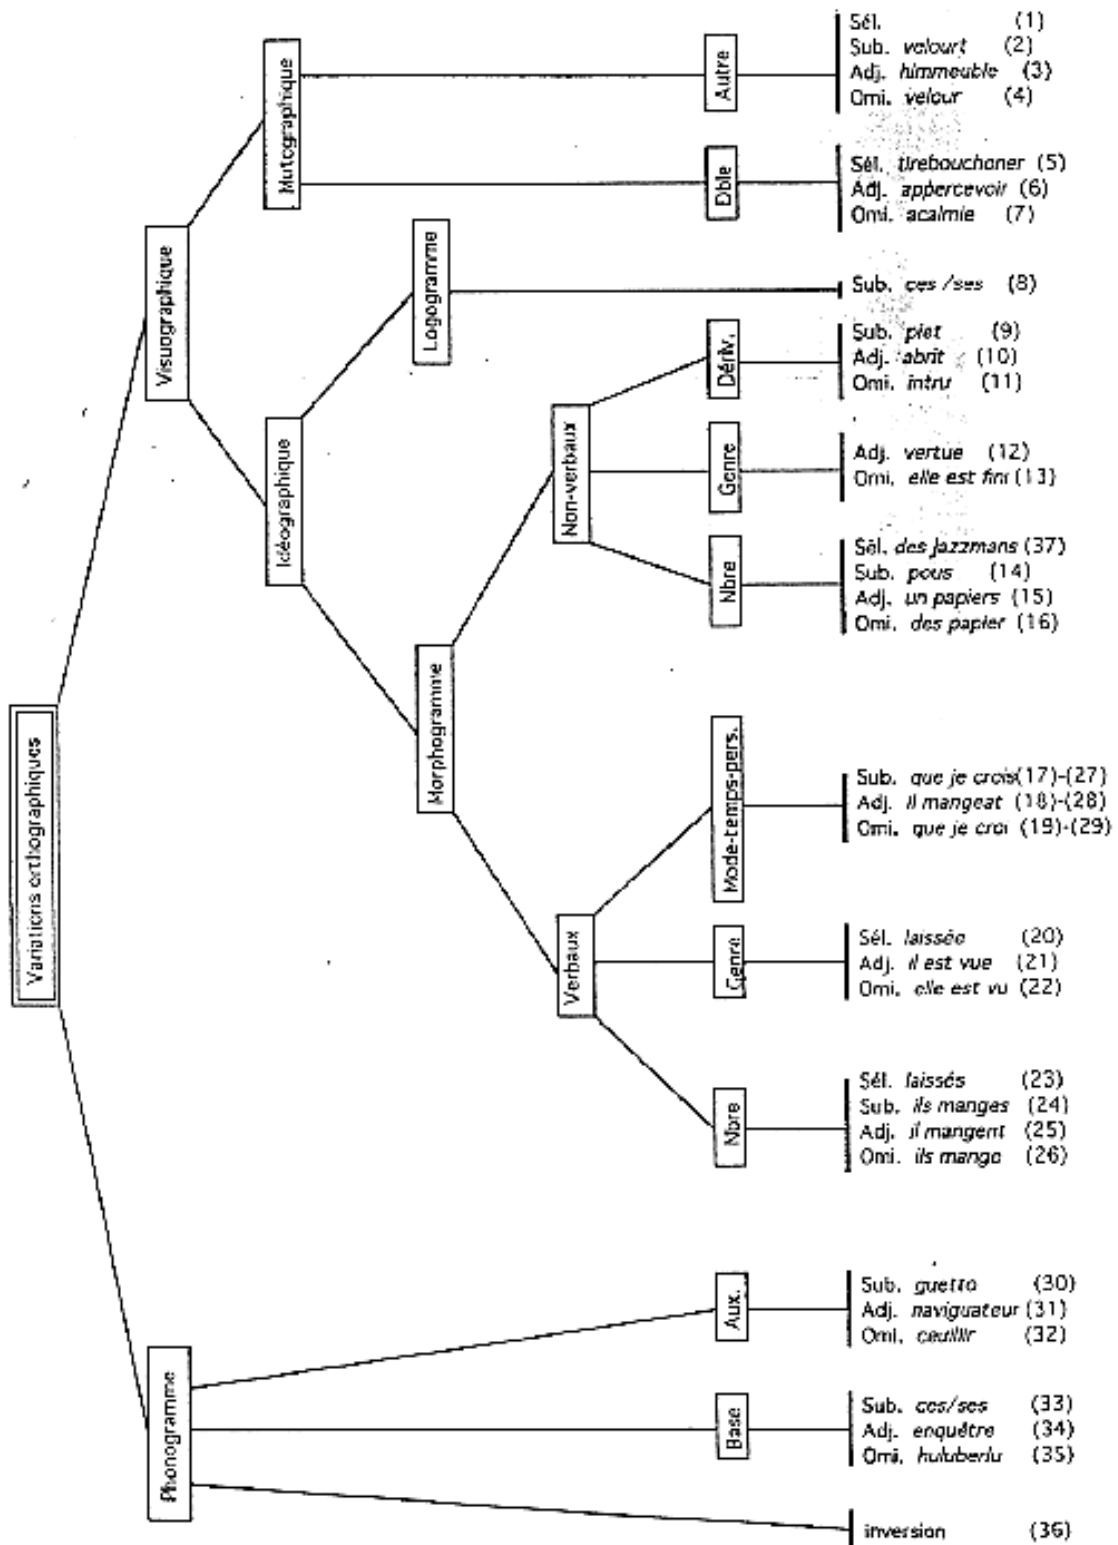 Variations orthographiques
Visuographique
Phonogramme
Mutographique
Idéographique
Logogramme
Morphogramme
Non-verbaux
Verbaux
Autre
Sél. (1)
Sub. velourt (2)
Adj. himmeuble (3)
Omi. velour (4)
Dble
Sél. tirebouchoner (5)
Adj. appercevoir (6)
Omi. acalmie (7)
Sub. ces /ses (8)
Dériv.
Sub. piet (9)
Adj. abrit (10)
Omi. intru (11)
Genre
Adj. vertue (12)
Omi. elle est fini (13)
Nbre
Sél. des jazzmans (37)
Sub. pous (14)
Adj. un papiers (15)
Omi. des papier (16)
Mode-temps-pers.
Sub. que je crois (17)-(27)
Adj. il mangeat (18)-(28)
Omi. que je croi (19)-(29)
Genre
Sél. laissée (20)
Adj. il est vue (21)
Omi. elle est vu (22)
Nbre
Sél. laissés (23)
Sub. ils manges (24)
Adj. il mangent (25)
Omi. ils mange (26)
Aux.
Sub. guetto (30)
Adj. naviguateur (31)
Omi. ceuillir (32)
Base
Sub. ces/ses (33)
Adj. enquêtre (34)
Omi. huluberlu (35)
inversion (36)